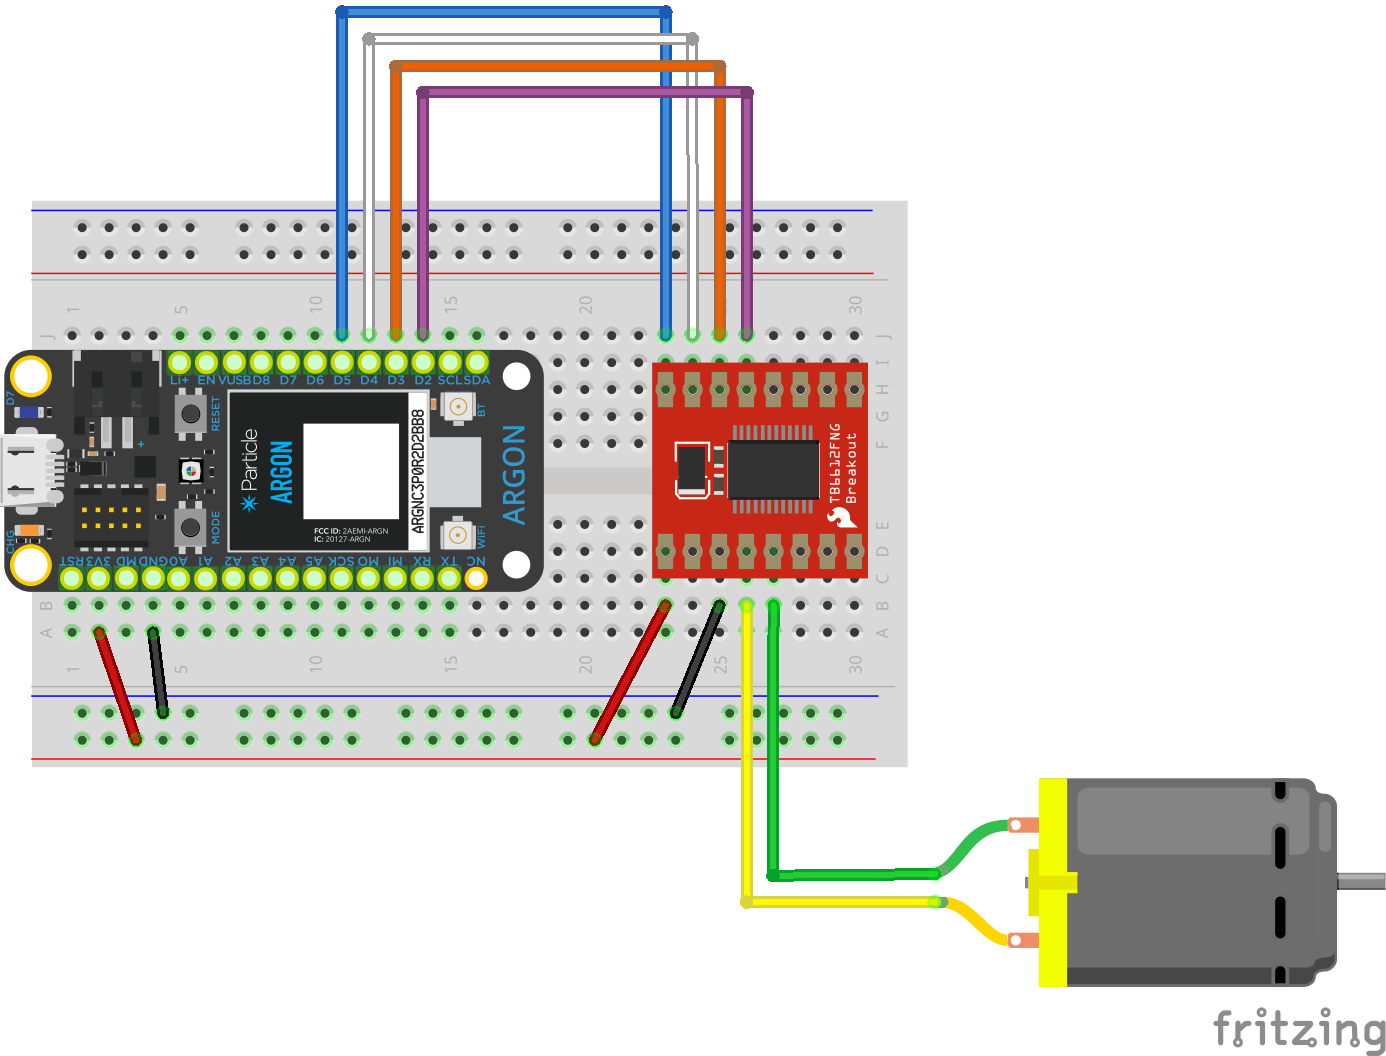 1 5 10 15 20 25 30
J
I
H
G
F
E
D
C
B
A
J
B
A
Li+ EN VUSB D8 D7 D6 D5 D4 D3 D2 SCL SDA
D7
RESET
MODE
CHG
+
Particle
ARGON
FCC ID: 2AEMI-ARGN
IC: 20127-ARGN
ARGNC3P0R2D2BB8
BT
WiFi
ARGON
RST 3V3 MD GND A0 A1 A2 A3 A4 A5 SCK MO MI RX TX NC
TB6612FNG
Breakout
1 5 10 15 20 25 30
fritzing